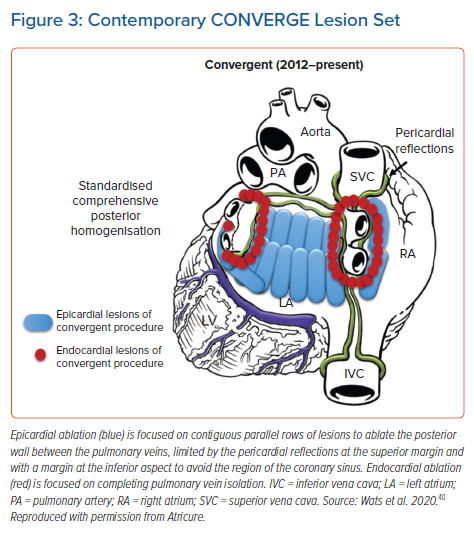 Figure 3: Contemporary CONVERGE Lesion Set
Convergent (2012–present)
Aorta
Pericardial
reflections
PA
SVC
Standardised
comprehensive
posterior
homogenisation
RA
LA
Epicardial lesions of
convergent procedure
LV
Endocardial lesions of
convergent procedure
IVC
Epicardial ablation (blue) is focused on contiguous parallel rows of lesions to ablate the posterior
wall between the pulmonary veins, limited by the pericardial reflections at the superior margin and
with a margin at the inferior aspect to avoid the region of the coronary sinus. Endocardial ablation
(red) is focused on completing pulmonary vein isolation. IVC = inferior vena cava; LA = left atrium;
PA = pulmonary artery; RA = right atrium; SVC = superior vena cava. Source: Wats et al. 2020.40
Reproduced with permission from Atricure.